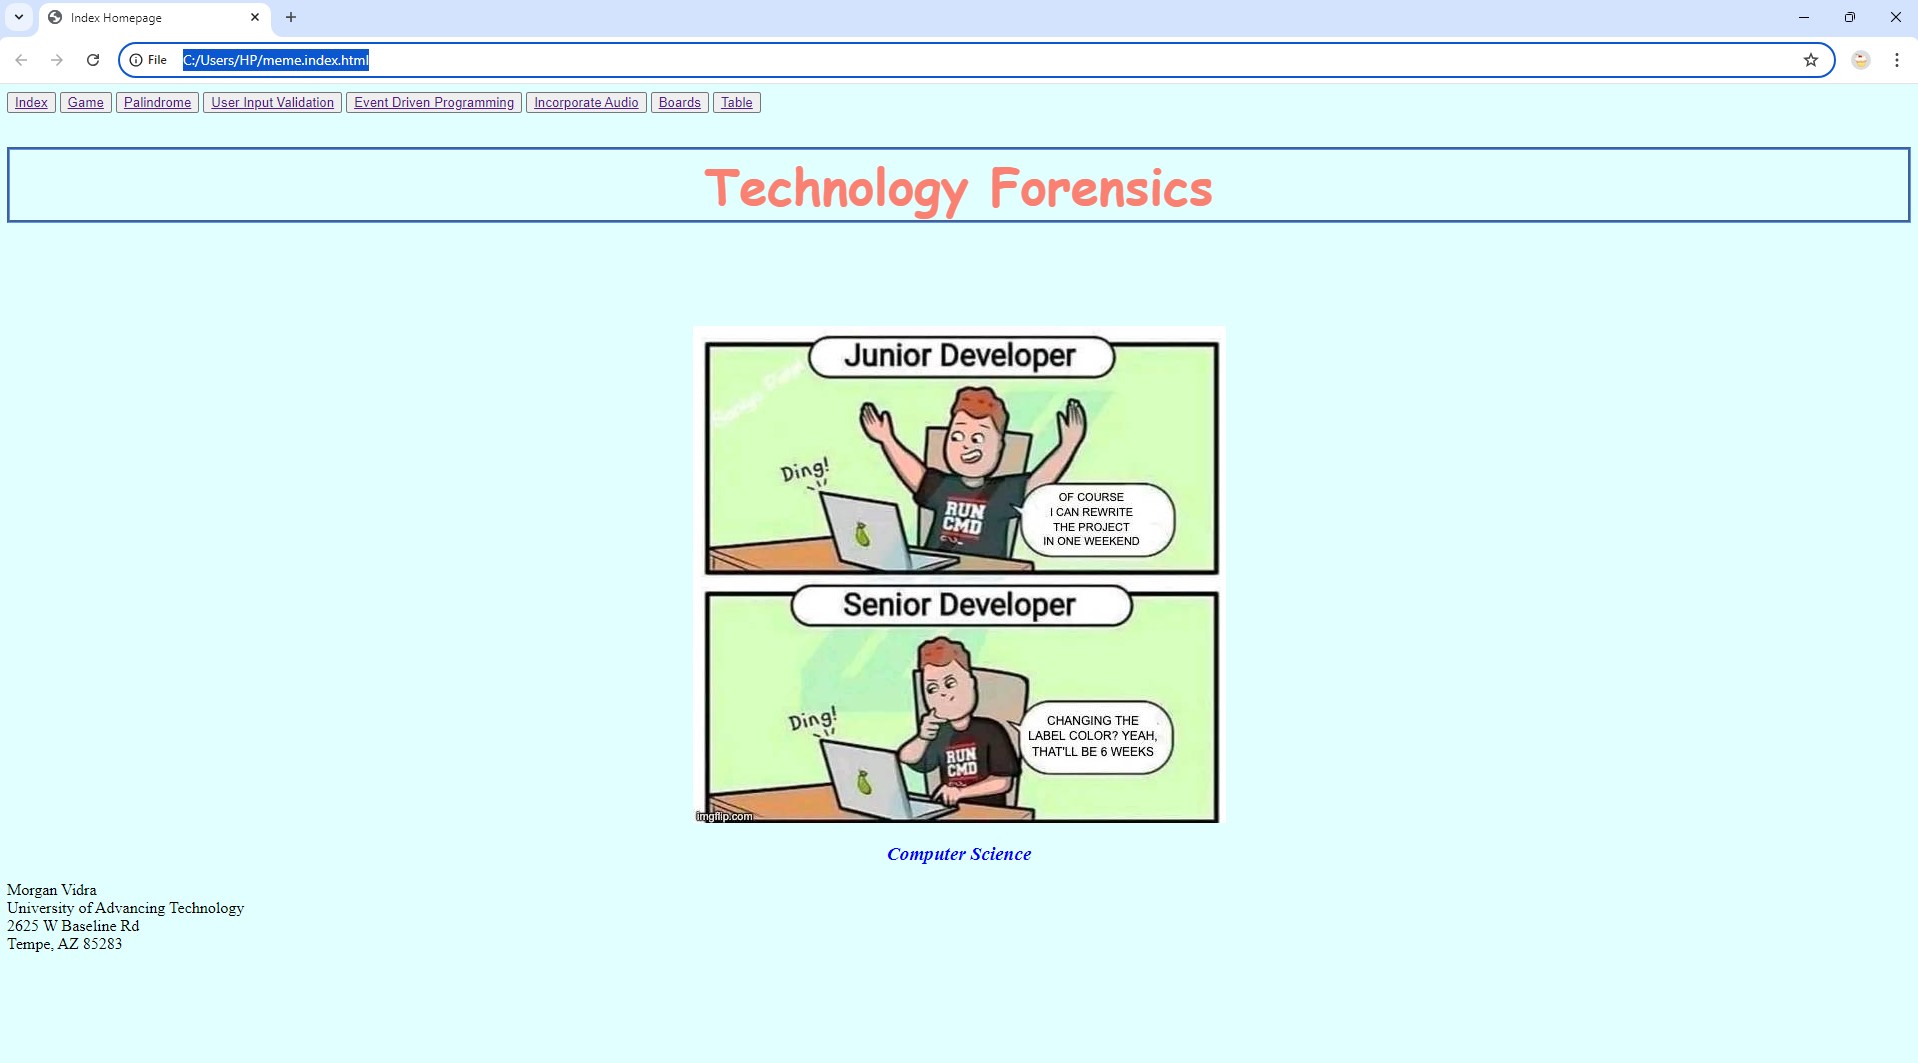 Index Homepage
File C:/Users/HP/meme.index.html
Index Game Palindrome User Input Validation Event Driven Programming Incorporate Audio Boards Table
Technology Forensics
Junior Developer
Ding!
RUN
CMD
OF COURSE
I CAN REWRITE
THE PROJECT
IN ONE WEEKEND
Senior Developer
Ding!
RUN
CMD
CHANGING THE
LABEL COLOR? YEAH,
THAT'LL BE 6 WEEKS
imgflip.com
Computer Science
Morgan Vidra
University of Advancing Technology
2625 W Baseline Rd
Tempe, AZ 85283